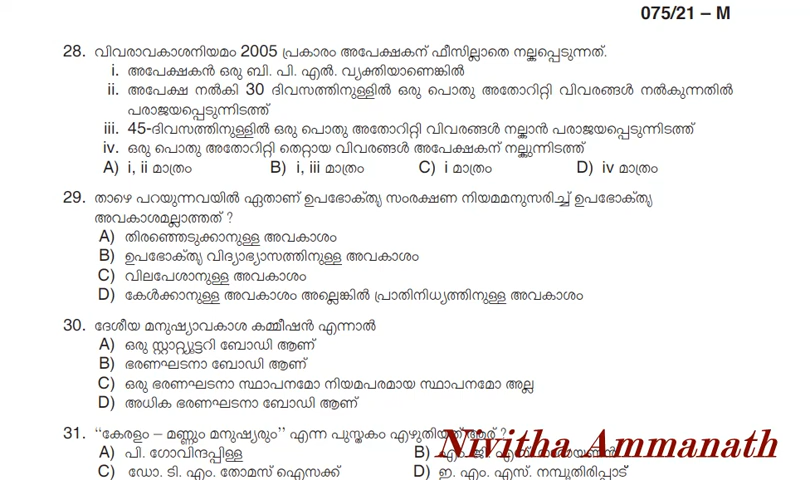 075/21 – M
28. വിവരാവകാശനിയമം 2005 പ്രകാരം അപേക്ഷകന് ഫീസില്ലാതെ നല്കപ്പെടുന്നത്.
i. അപേക്ഷകൻ ഒരു ബി. പി. എൽ. വ്യക്തിയാണെങ്കിൽ
ii. അപേക്ഷ നൽകി 30 ദിവസത്തിനുള്ളിൽ ഒരു പൊതു അതോറിറ്റി വിവരങ്ങൾ നൽകുന്നതിൽ
പരാജയപ്പെടുന്നിടത്ത്
iii. 45-ദിവസത്തിനുള്ളിൽ ഒരു പൊതു അതോറിറ്റി വിവരങ്ങൾ നല്കാൻ പരാജയപ്പെടുന്നിടത്ത്
iv. ഒരു പൊതു അതോറിറ്റി തെറ്റായ വിവരങ്ങൾ അപേക്ഷകന് നല്കുന്നിടത്ത്
A) i, ii മാത്രം B) i, iii മാത്രം C) i മാത്രം D) iv മാത്രം
29. താഴെ പറയുന്നവയിൽ ഏതാണ് ഉപഭോക്തൃ സംരക്ഷണ നിയമമനുസരിച്ച് ഉപഭോക്തൃ
അവകാശമല്ലാത്തത് ?
A) തിരഞ്ഞെടുക്കാനുള്ള അവകാശം
B) ഉപഭോക്തൃ വിദ്യാഭ്യാസത്തിനുള്ള അവകാശം
C) വിലപേശാനുള്ള അവകാശം
D) കേൾക്കാനുള്ള അവകാശം അല്ലെങ്കിൽ പ്രാതിനിധ്യത്തിനുള്ള അവകാശം
30. ദേശീയ മനുഷ്യാവകാശ കമ്മീഷൻ എന്നാൽ
A) ഒരു സ്റ്റാറ്റ്യൂട്ടറി ബോഡി ആണ്
B) ഭരണഘടനാ ബോഡി ആണ്
C) ഒരു ഭരണഘടനാ സ്ഥാപനമോ നിയമപരമായ സ്ഥാപനമോ അല്ല
D) അധിക ഭരണഘടനാ ബോഡി ആണ്
31. “കേരളം – മണ്ണും മനുഷ്യരും” എന്ന പുസ്തകം എഴുതിയത് ആര് ?
Nivitha Ammanath
A) പി. ഗോവിന്ദപ്പിള്ള B) എം. ജി. എസ്. നാരായണൻ
C) ഡോ. ടി. എം. തോമസ് ഐസക്ക് D) ഇ. എം. എസ്. നമ്പൂതിരിപ്പാട്